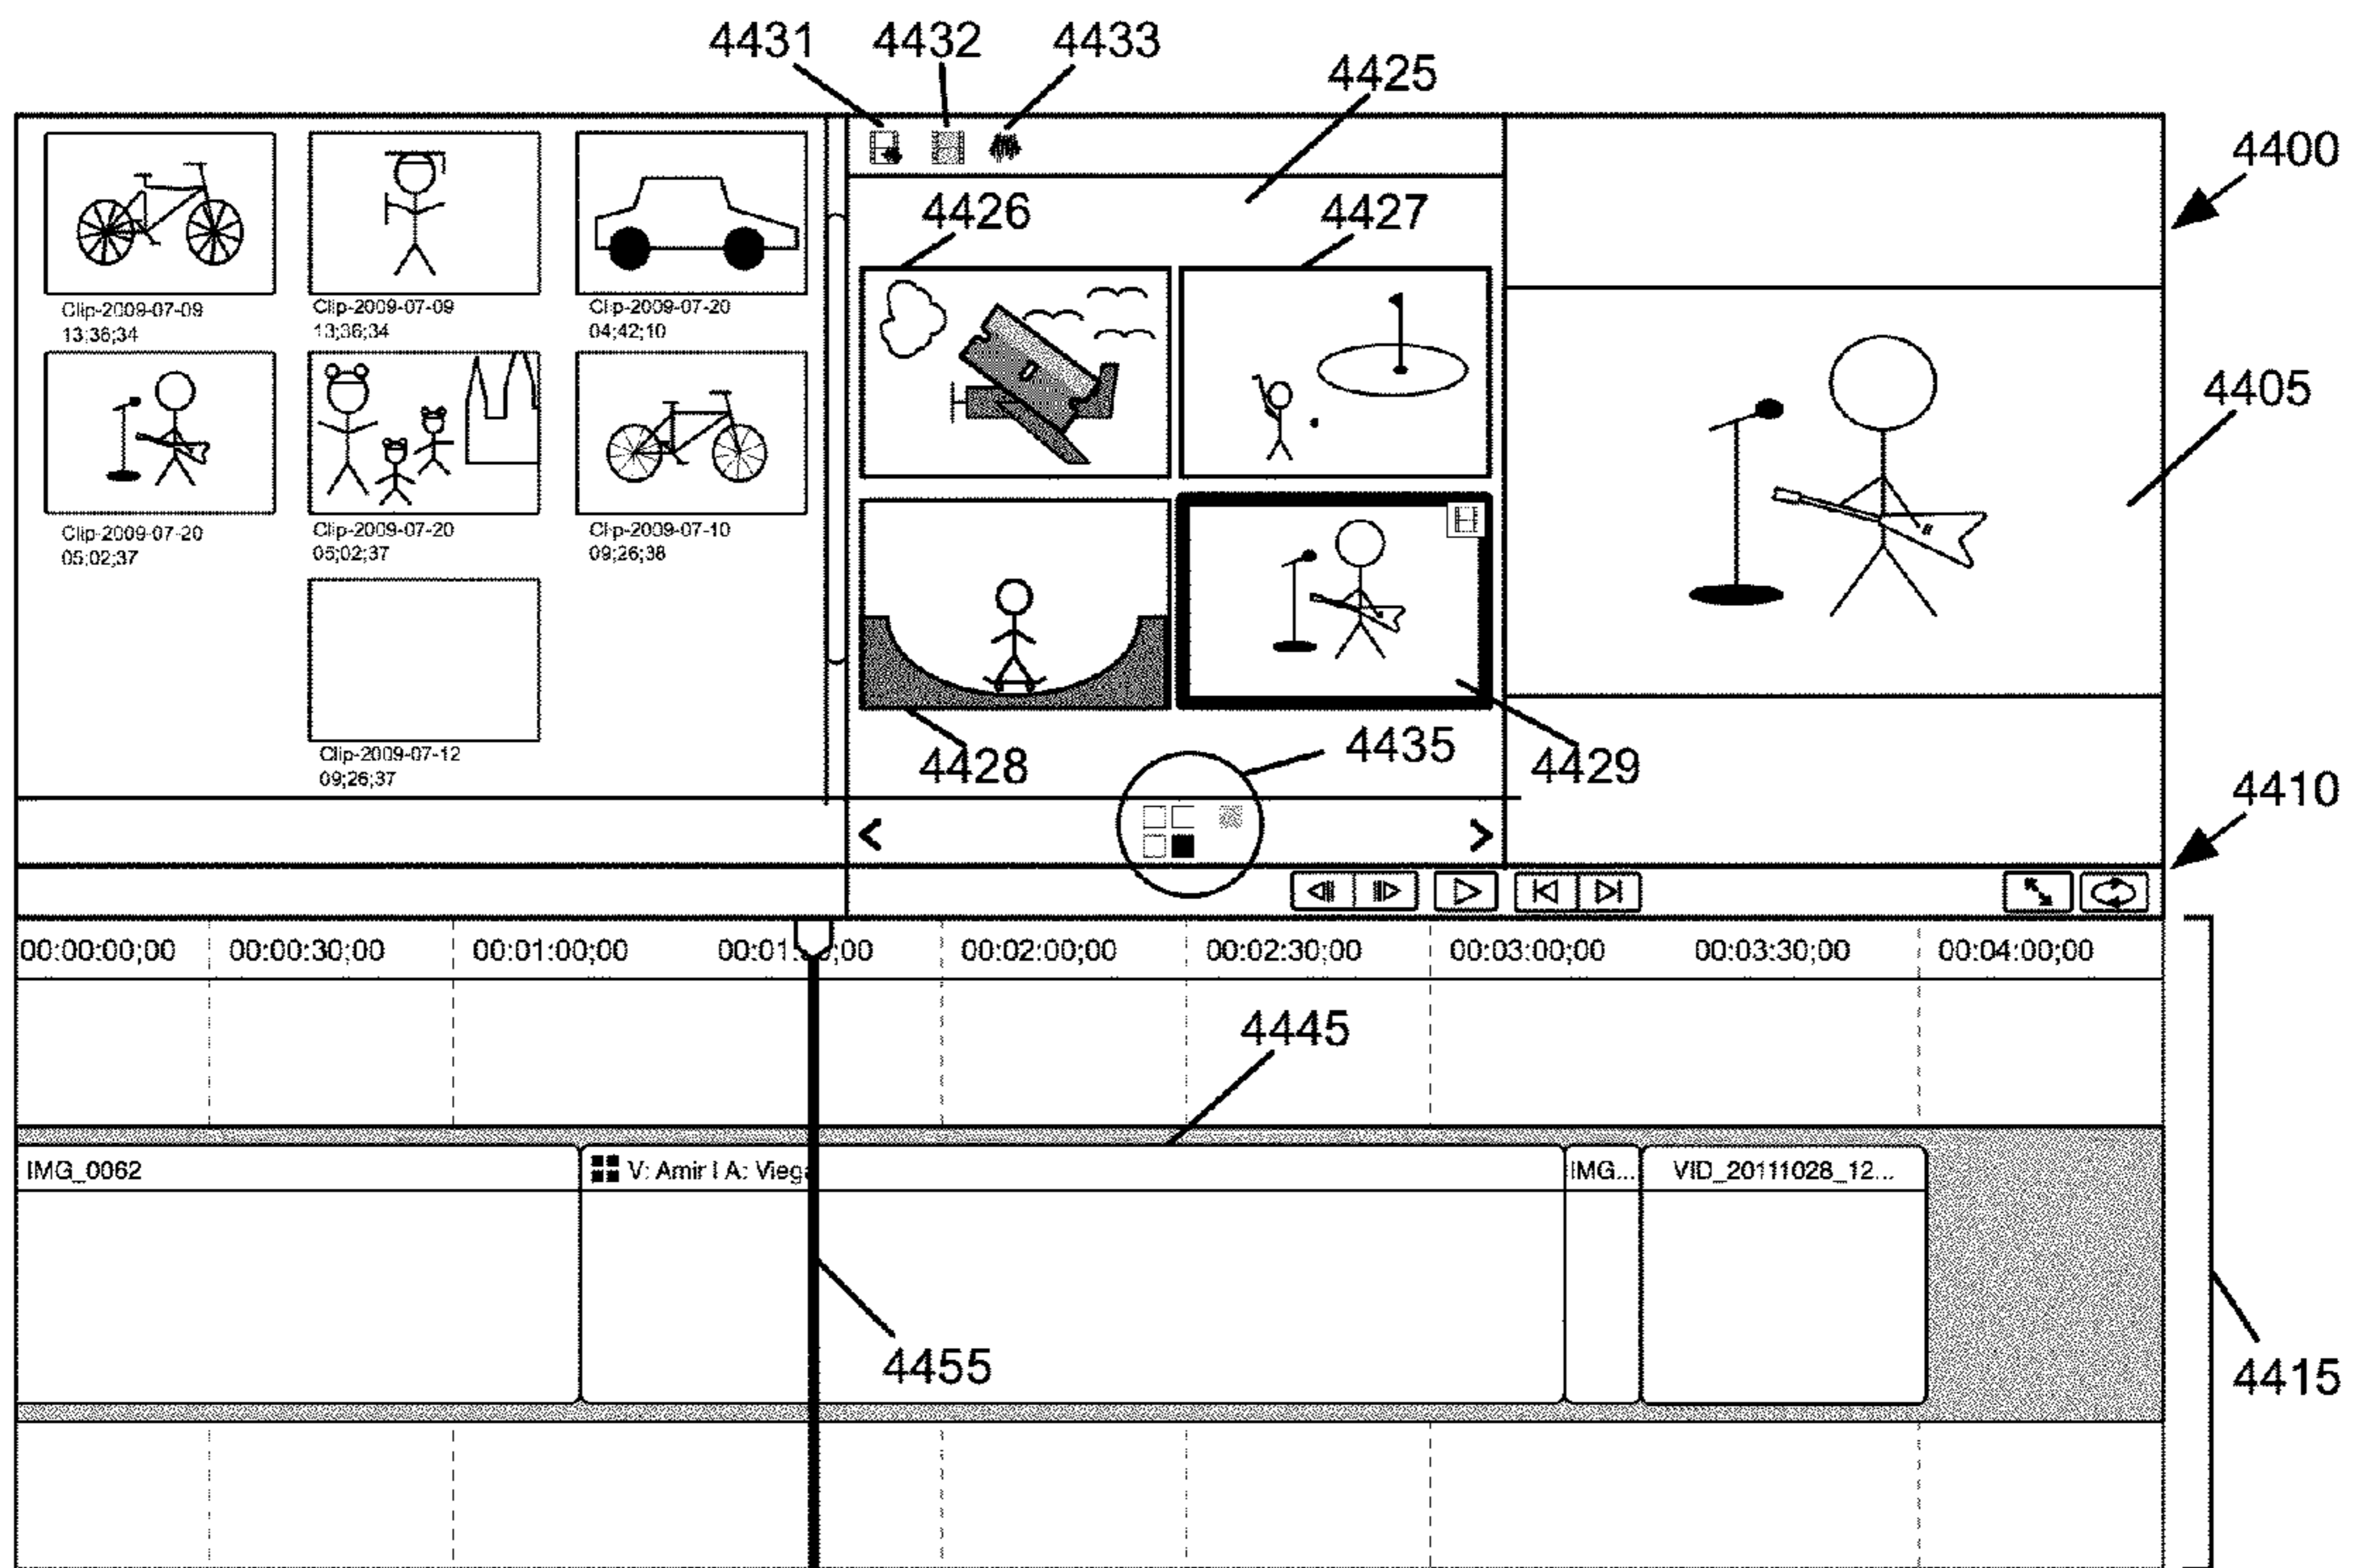 4431 4432 4433
4425
4400
4426 4427
Clip-2009-07-09
13;36;34
Clip-2009-07-09
13;36;34
Clip-2009-07-20
04;42;10
4405
Clip-2009-07-20
05;02;37
Clip-2009-07-20
05;02;37
Clip-2009-07-10
09;26;38
4428 4435 4429
Clip-2009-07-12
09;26;37
4410
00:00:00;00 00:00:30;00 00:01:00;00 00:01: ;00 00:02:00;00 00:02:30;00 00:03:00;00 00:03:30;00 00:04:00;00
4445
IMG_0062 V: Amir | A: Viega IMG... VID_20111028_12...
4455
4415